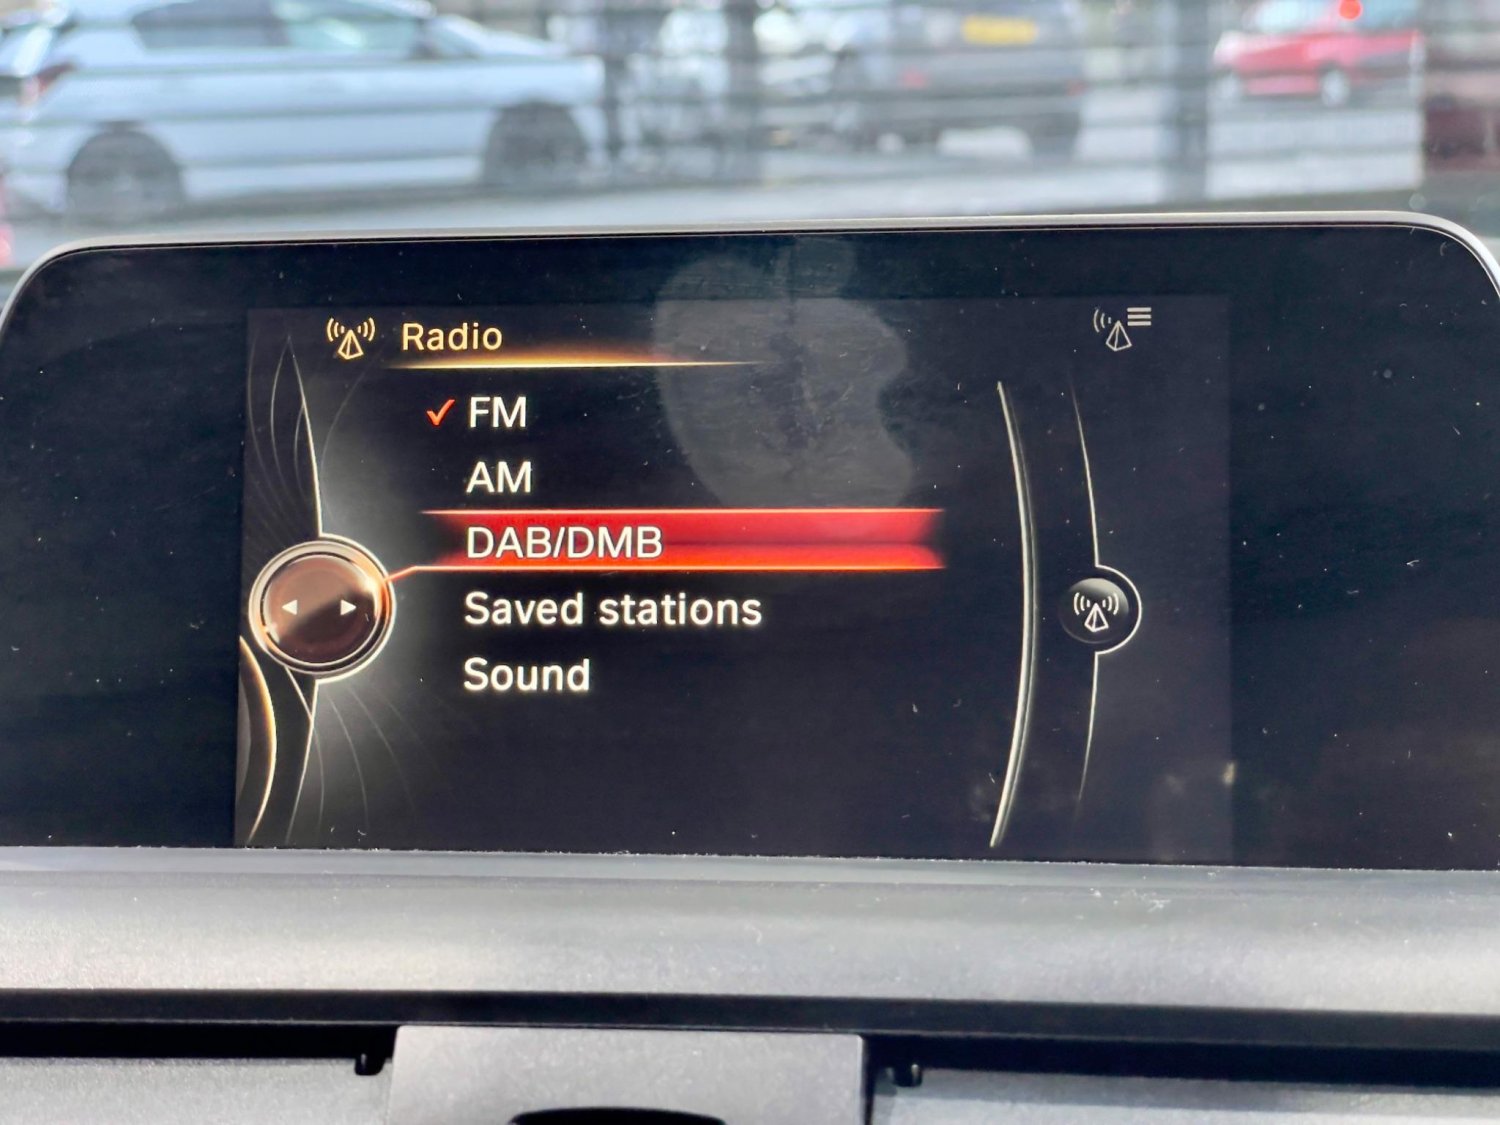 Radio
FM
AM
DAB/DMB
Saved stations
Sound